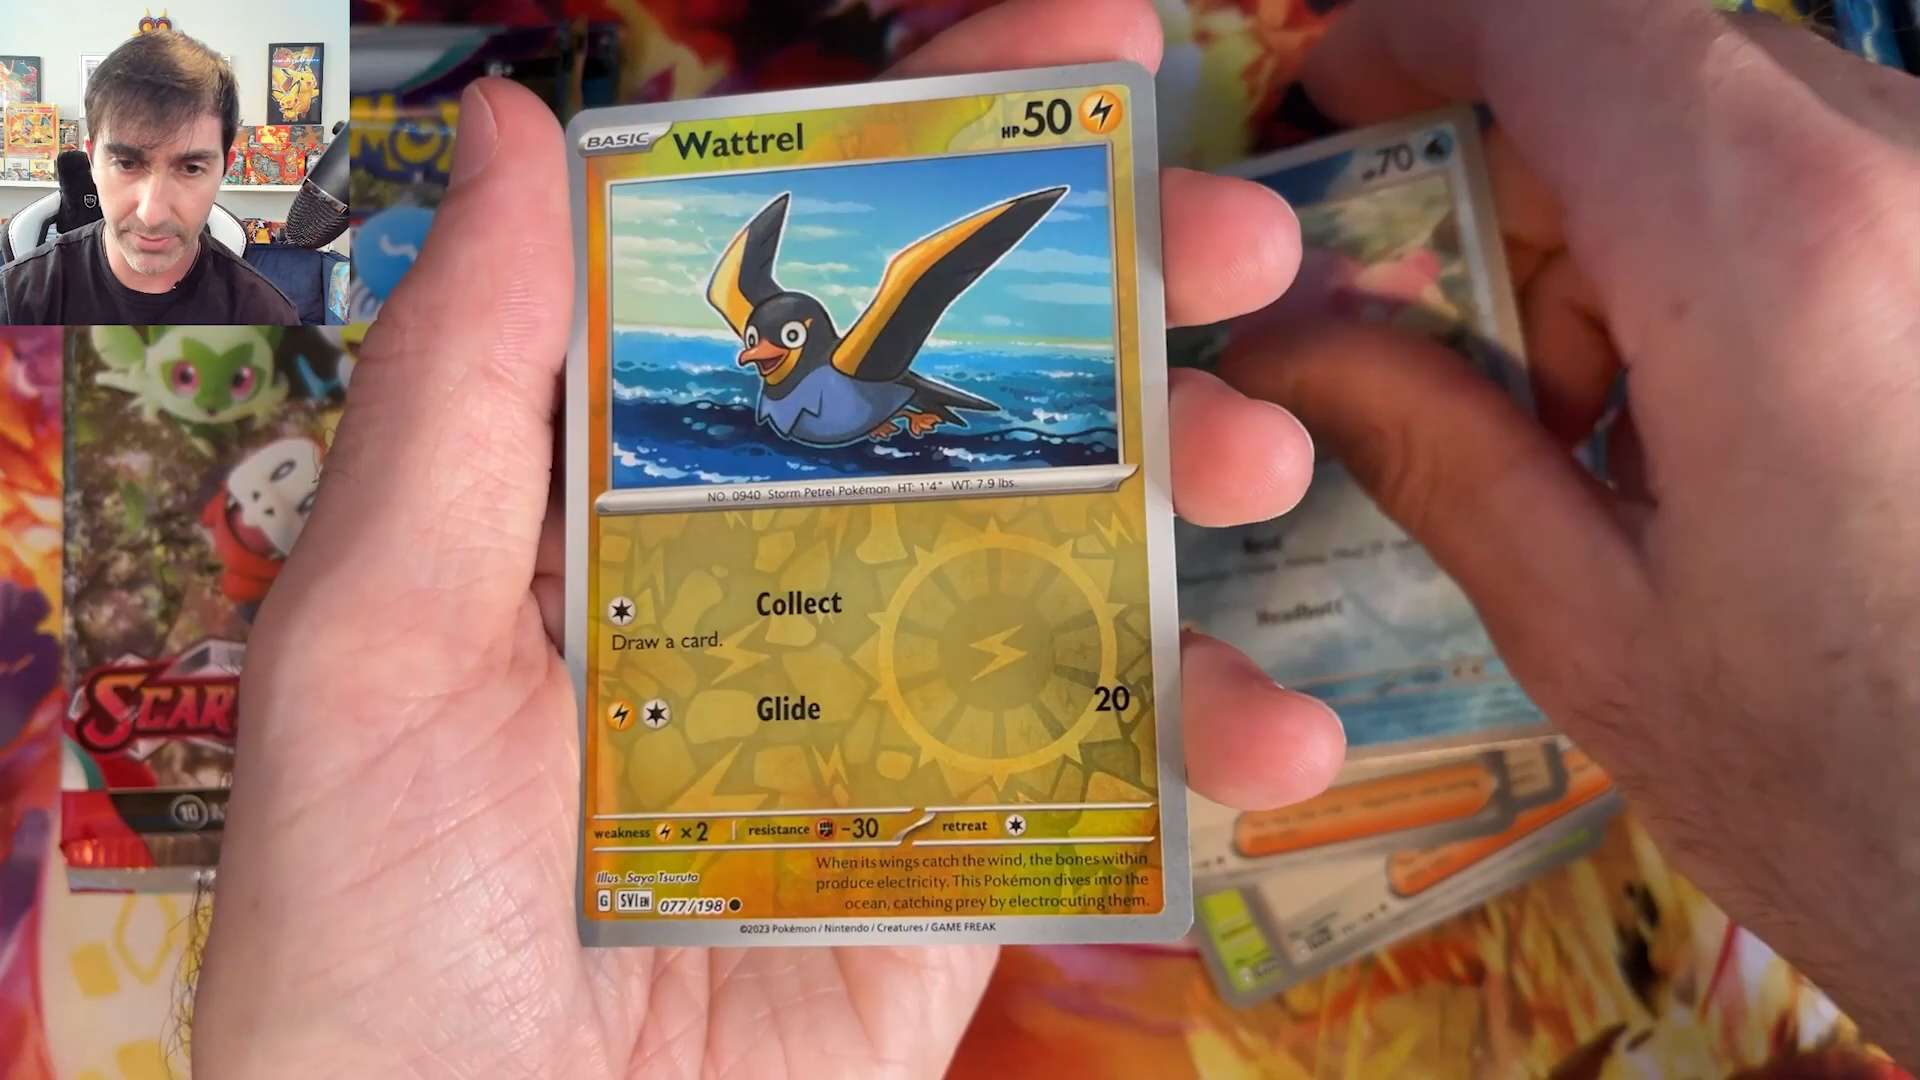 BASIC Wattrel HP 50
NO. 0940 Storm Petrel Pokémon HT: 1'4" WT: 7.9 lbs.
Collect
Draw a card.
Glide 20
weakness ×2 resistance -30 retreat
When its wings catch the wind, the bones within
produce electricity. This Pokémon dives into the
ocean, catching prey by electrocuting them.
Illus. Saya Tsuruta
G SVI EN 077/198
©2023 Pokémon / Nintendo / Creatures / GAME FREAK
70
Headbutt
SCAR
10